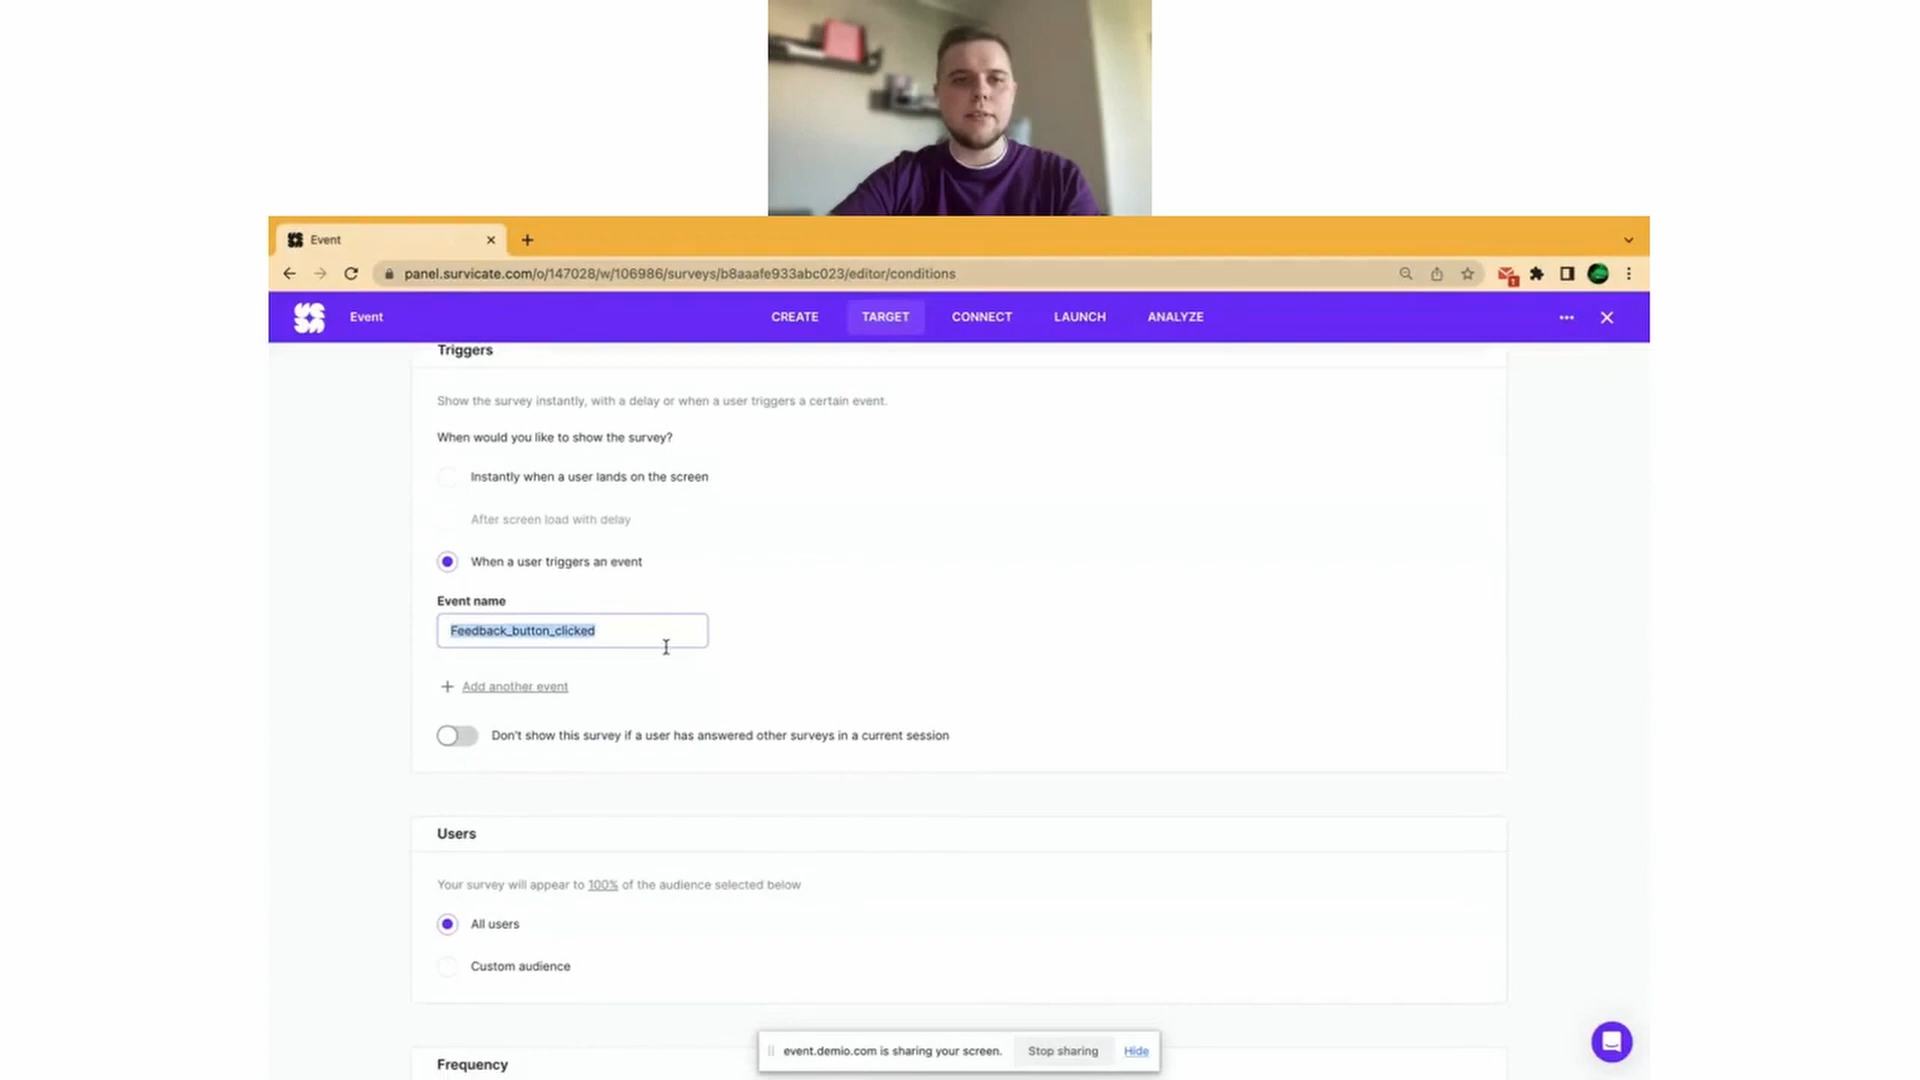 Event
panel.survicate.com/o/147028/w/106986/surveys/b8aaafe933abc023/editor/conditions
1
Event
CREATE
TARGET
CONNECT
LAUNCH
ANALYZE
Triggers
Show the survey instantly, with a delay or when a user triggers a certain event.
When would you like to show the survey?
Instantly when a user lands on the screen
After screen load with delay
When a user triggers an event
Event name
Feedback_button_clicked
Add another event
Don't show this survey if a user has answered other surveys in a current session
Users
Your survey will appear to 100% of the audience selected below
All users
Custom audience
Frequency
event.demio.com is sharing your screen.
Stop sharing
Hide